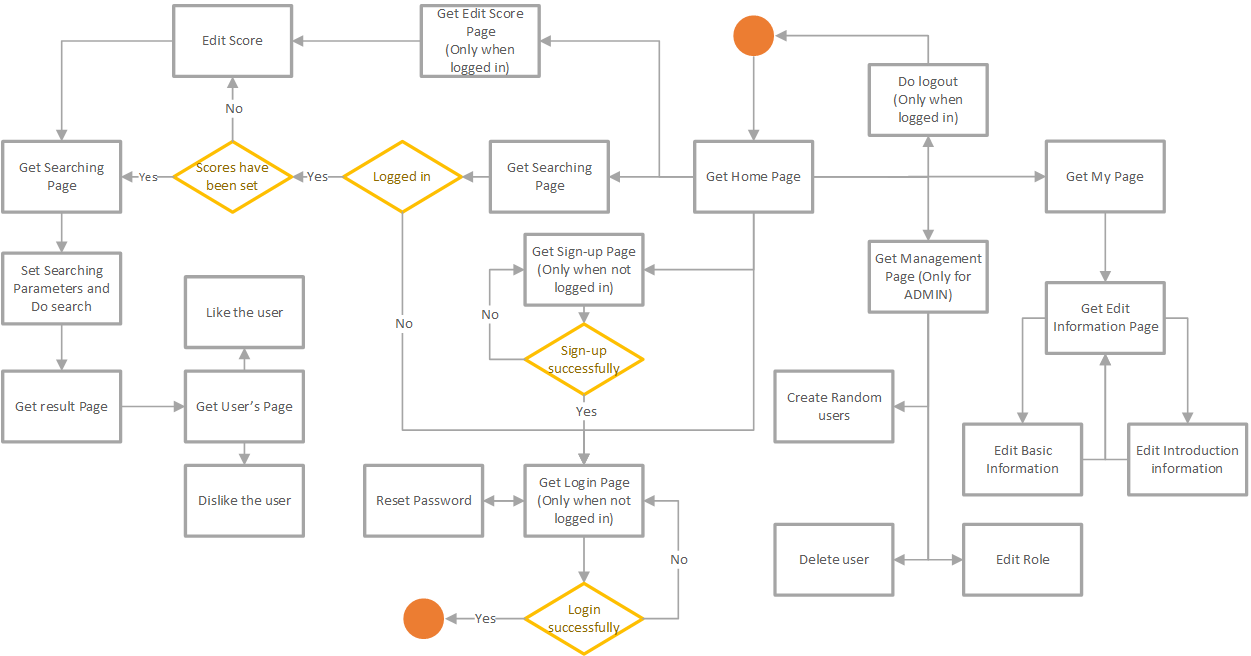 Get Edit Score
Page
(Only when
logged in)
Edit Score
Do logout
(Only when
logged in)
No
Get Searching
Page
Yes
Scores have
been set
Yes
Logged in
Get Searching
Page
Get Home Page
Get My Page
Get Sign-up Page
(Only when not
logged in)
Get Management
Page (Only for
ADMIN)
Set Searching
Parameters and
Do search
Like the user
No
No
Get Edit
Information Page
Sign-up
successfully
Get result Page
Get User's Page
Yes
Create Random
users
Edit Basic
Information
Edit Introduction
information
Dislike the user
Reset Password
Get Login Page
(Only when not
logged in)
No
Delete user
Edit Role
Yes
Login
successfully